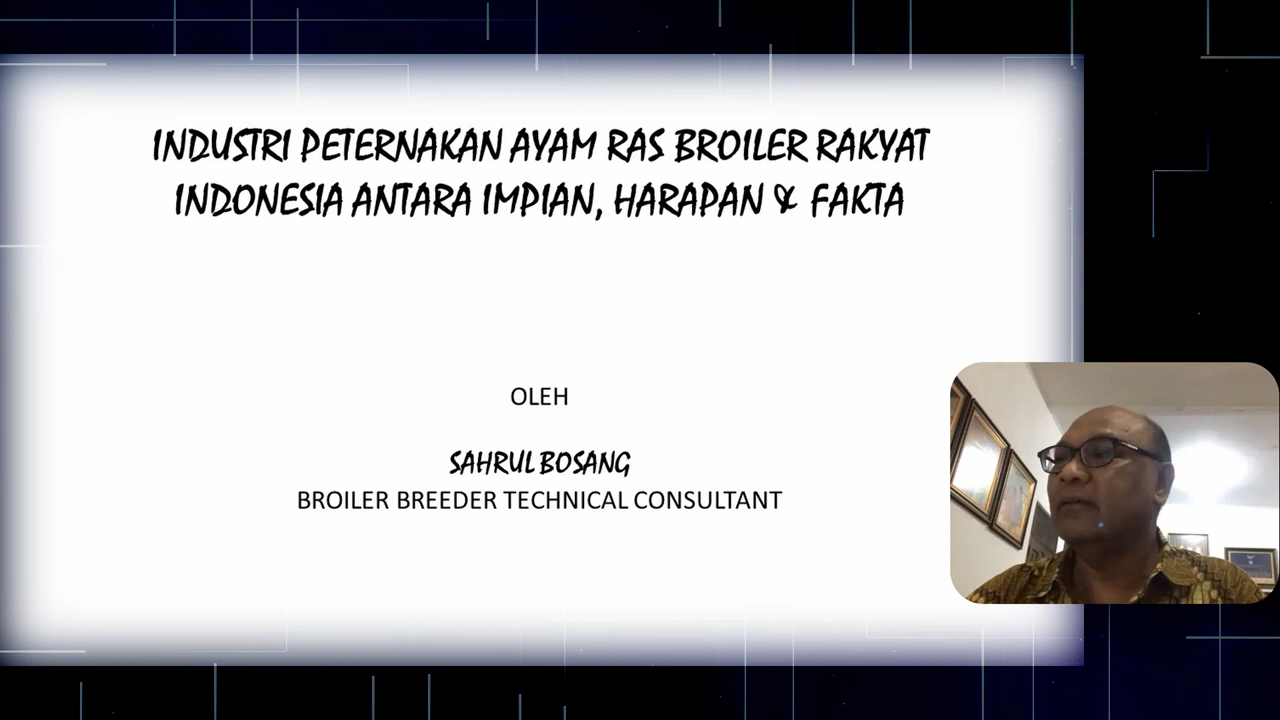 INDUSTRI PETERNAKAN AYAM RAS BROILER RAKYAT
INDONESIA ANTARA IMPIAN, HARAPAN & FAKTA
OLEH
SAHRUL BOSANG
BROILER BREEDER TECHNICAL CONSULTANT